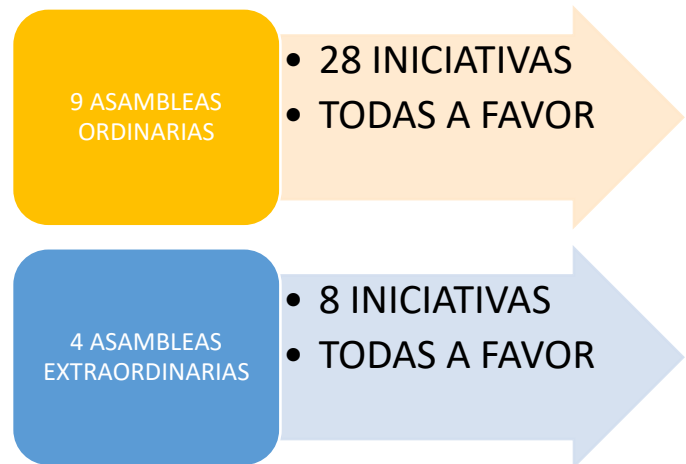 9 ASAMBLEAS
ORDINARIAS
• 28 INICIATIVAS
• TODAS A FAVOR
4 ASAMBLEAS
EXTRAORDINARIAS
• 8 INICIATIVAS
• TODAS A FAVOR